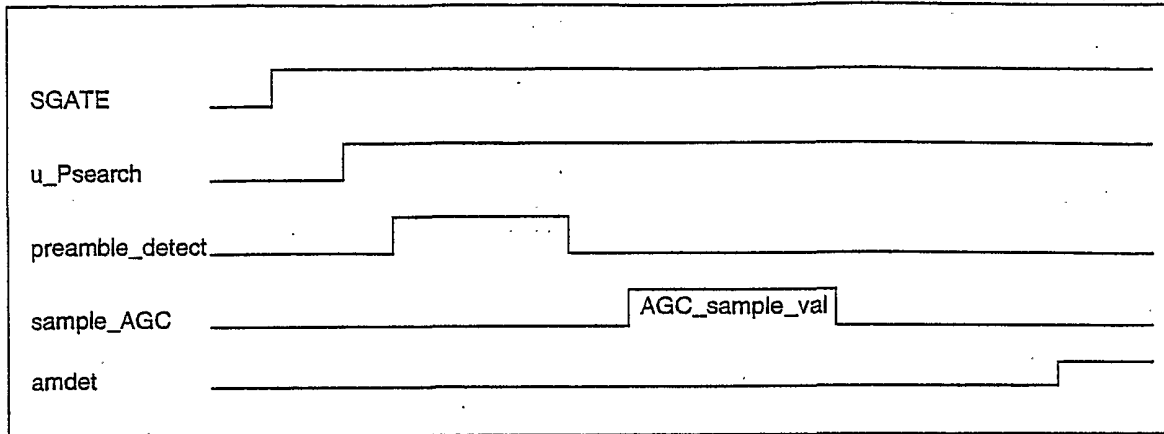 SGATE
u_Psearch
preamble_detect
sample_AGC
AGC_sample_val
amdet